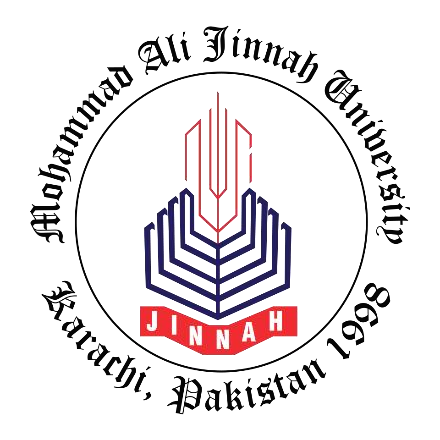 Mohammad Ali Jinnah University
JINNAH
Karachi, Pakistan 1998